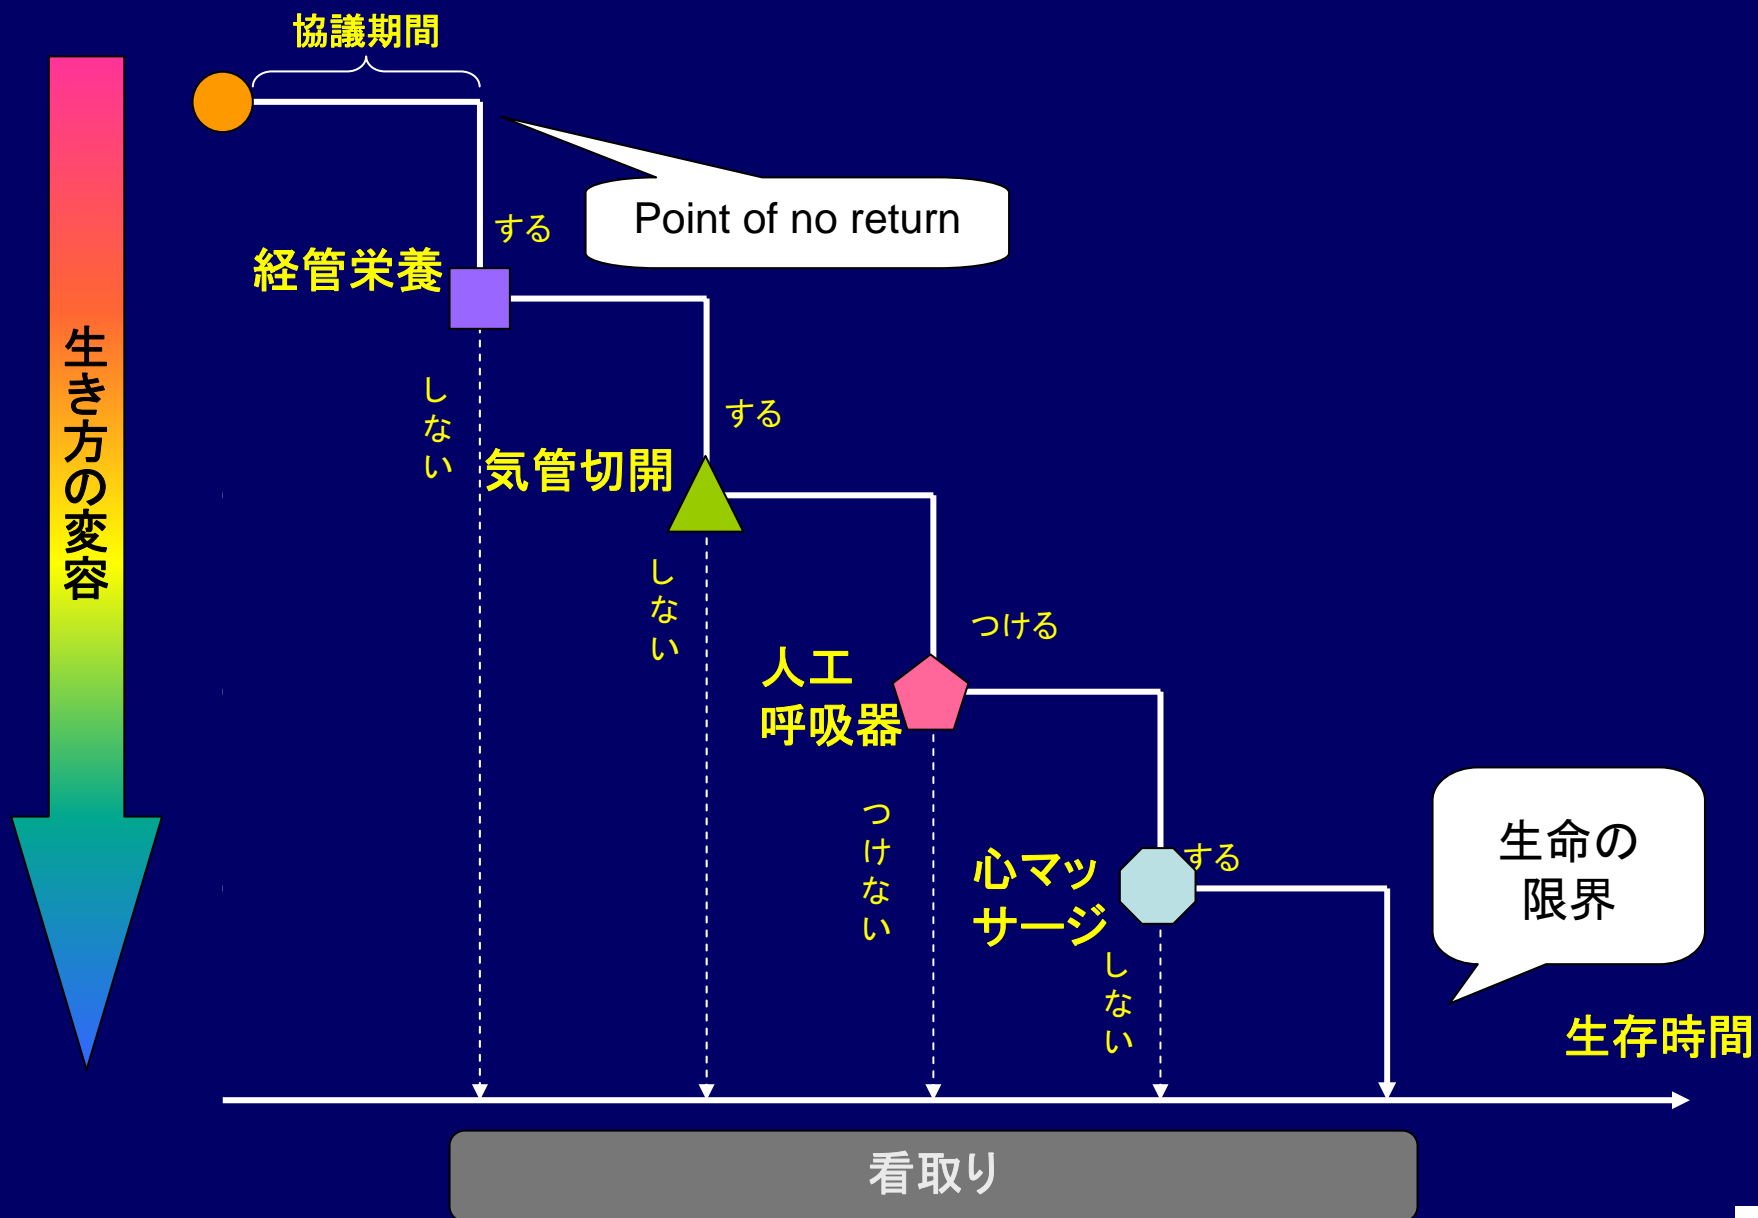 協議期間
Point of no return
する
経管栄養
しない
する
気管切開
しない
つける
人工
呼吸器
つけない
する
心マッ
サージ
しない
生命の
限界
生存時間
生き方の変容
看取り